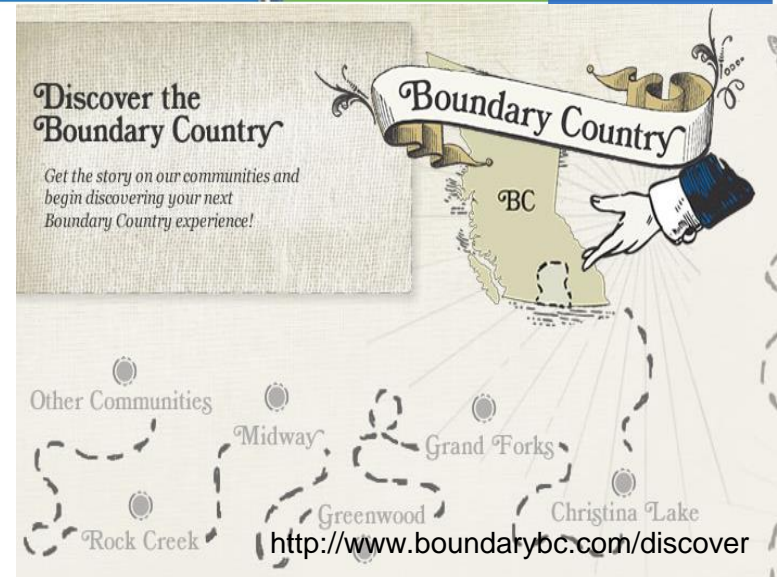 Discover the
Boundary Country
Get the story on our communities and
begin discovering your next
Boundary Country experience!
Boundary Country
BC
Other Communities
Midway
Grand Forks
Rock Creek
Greenwood
Christina Lake
http://www.boundarybc.com/discover